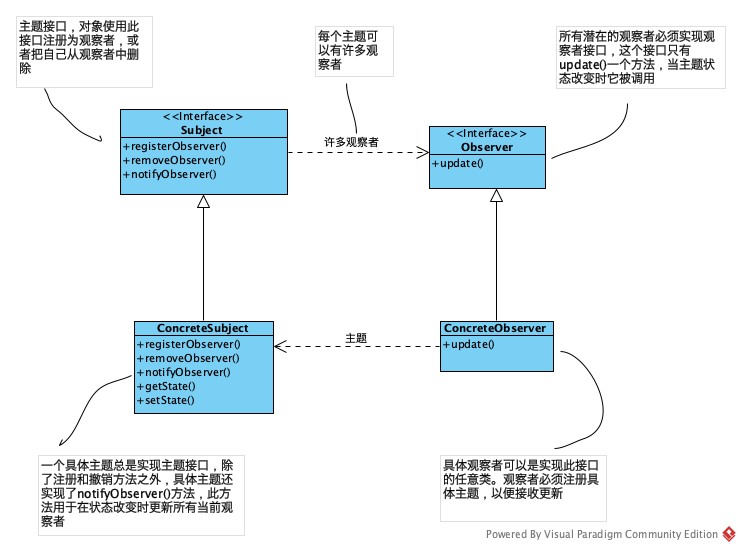 主题接口，对象使用此
接口注册为观察者，或
者把自己从观察者中删
除
每个主题可
以有许多观
察者
所有潜在的观察者必须实现观
察者接口，这个接口只有
update()一个方法，当主题状
态改变时它被调用
<<Interface>>
Subject
+registerObserver()
+removeObserver()
+notifyObserver()
许多观察者
<<Interface>>
Observer
+update()
ConcreteSubject
+registerObserver()
+removeObserver()
+notifyObserver()
+getState()
+setState()
主题
ConcreteObserver
+update()
一个具体主题总是实现主题接口，除
了注册和撤销方法之外，具体主题还
实现了notifyObserver()方法，此方
法用于在状态改变时更新所有当前观
察者
具体观察者可以是实现此接口
的任意类。观察者必须注册具
体主题，以便接收更新
Powered By Visual Paradigm Community Edition